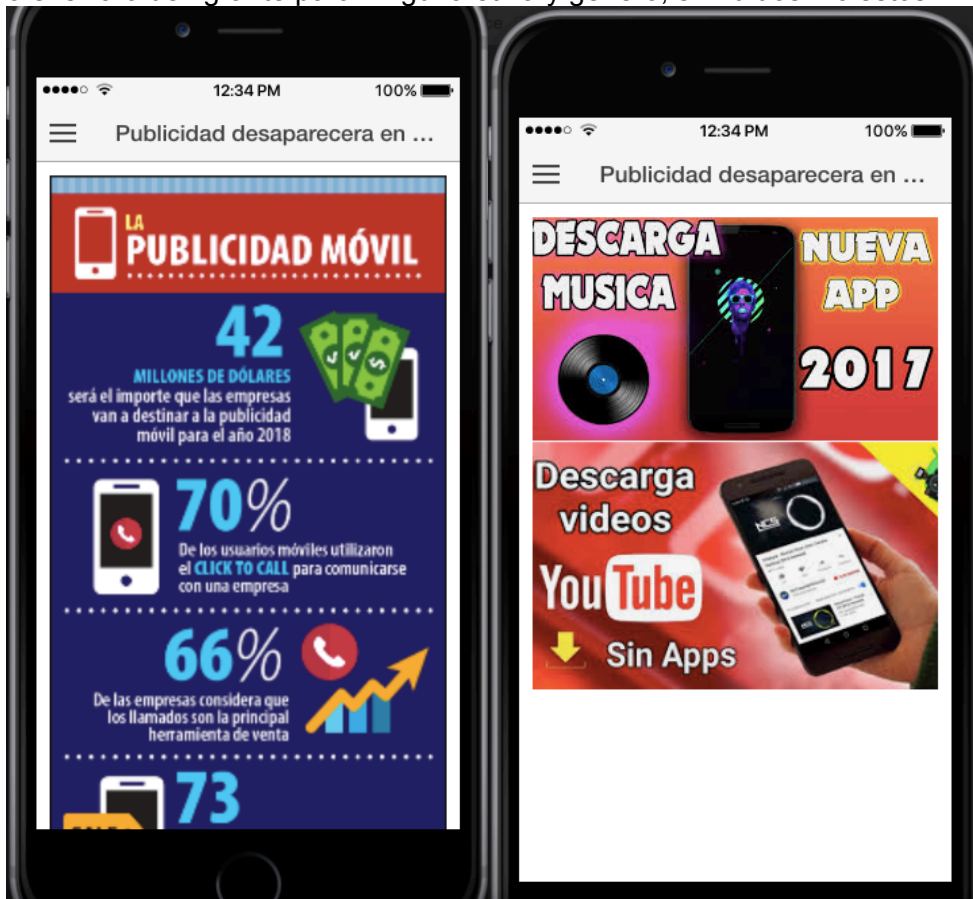 12:34 PM
100%
Publicidad desaparecera en ...
LA
PUBLICIDAD MÓVIL
42
MILLONES DE DÓLARES
será el importe que las empresas
van a destinar a la publicidad
móvil para el año 2018
70%
De los usuarios móviles utilizaron
el CLICK TO CALL para comunicarse
con una empresa
66%
De las empresas considera que
los llamados son la principal
herramienta de venta
73
12:34 PM
100%
Publicidad desaparecera en ...
DESCARGA
MUSICA
NUEVA
APP
2017
Descarga
videos
YouTube
Sin Apps
NCS